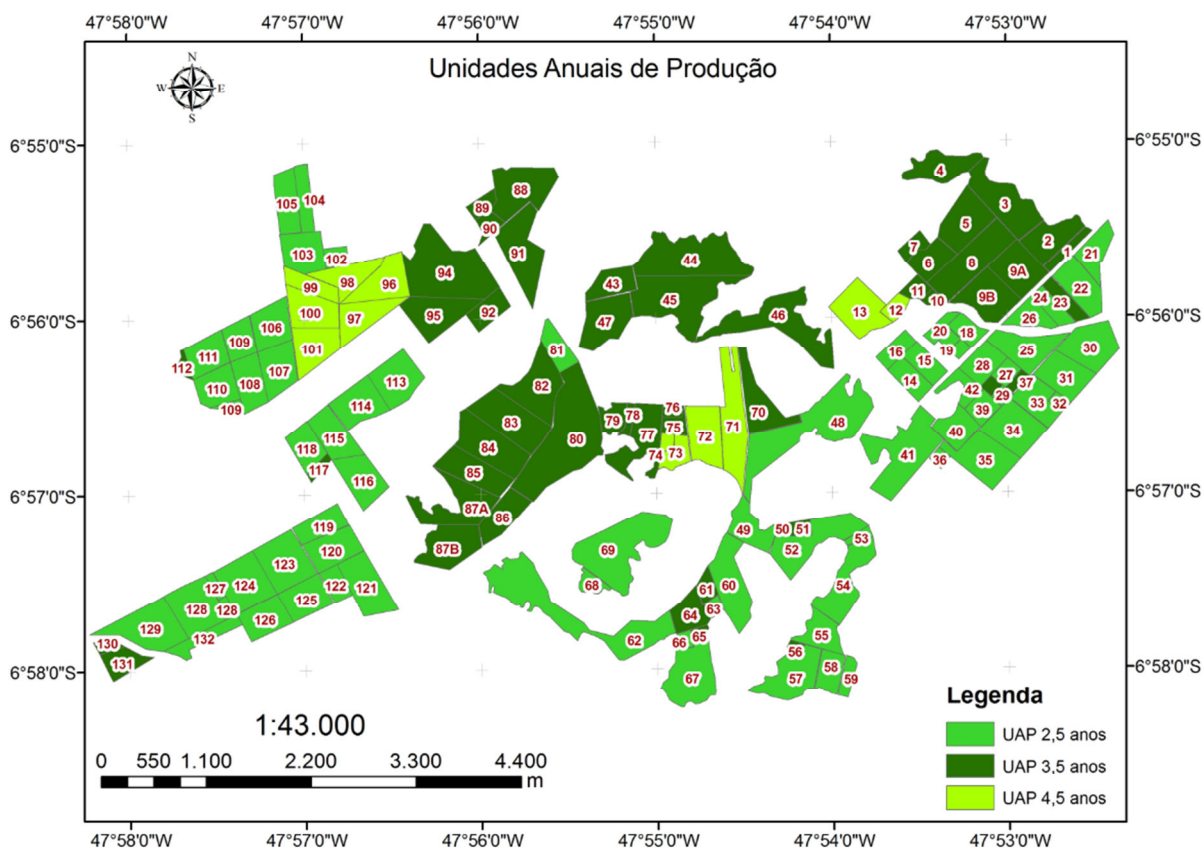 47°58'0"W 47°57'0"W 47°56'0"W 47°55'0"W 47°54'0"W 47°53'0"W
Unidades Anuais de Produção
N
W E
S
6°55'0"S 6°55'0"S
4
88
105 104
89
3
5
90
7 2
91 103 44 1 21
102 6 8 9A
94 43
98 96
99 11 24 22
45 10 9B 23
100 97 95 92 46 13 12 26
6°56'0"S 6°56'0"S
106 47
111 109 20 18
101 81 16 19 25 30
112 15 28
107 82 27
110 108 113 14 42 37 31
109 114 83 79 78 76 70 29
39 33 32
80 77 75 71 48
115 84 72 40 34
118 74 73 41
117 85 36 35
116
6°57'0"S 6°57'0"S
87A
86
119 49 50 51
120 87B 69 52 53
123
127 124 122 121 68 61 60 54
128 128 125 64 63
129 126 62 65 55
132 66
130 56
131 67 57 58 59
6°58'0"S 6°58'0"S
Legenda
1:43.000
UAP 2,5 anos
0 550 1.100 2.200 3.300 4.400
m
UAP 3,5 anos
UAP 4,5 anos
47°58'0"W 47°57'0"W 47°56'0"W 47°55'0"W 47°54'0"W 47°53'0"W